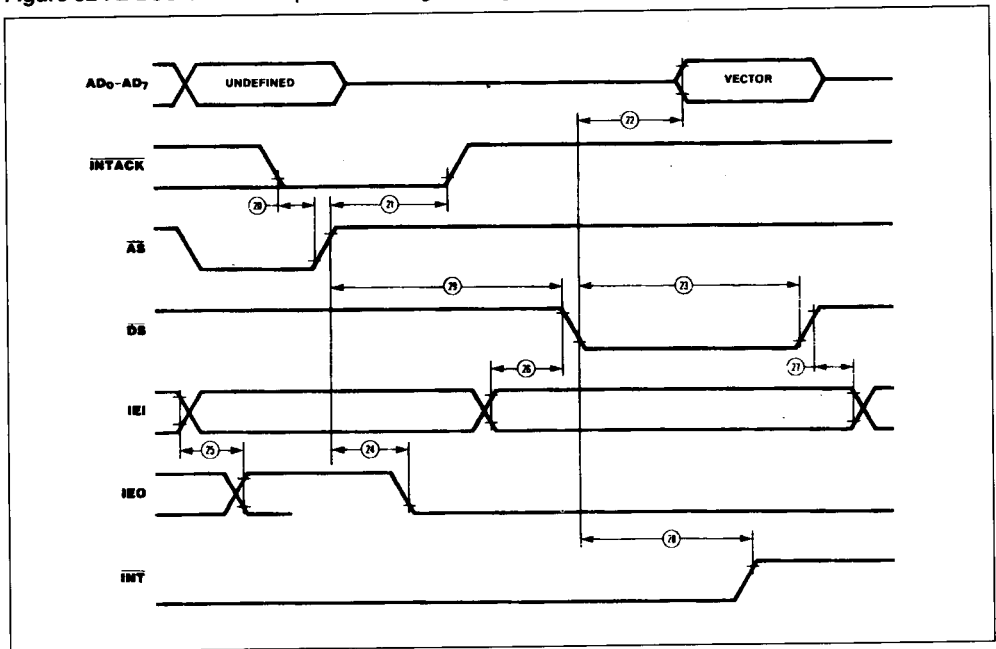 Figure
AD0-AD7
UNDEFINED
VECTOR
22
INTACK
20
21
AS
29
23
DS
26
27
IEI
25
24
IEO
28
INT